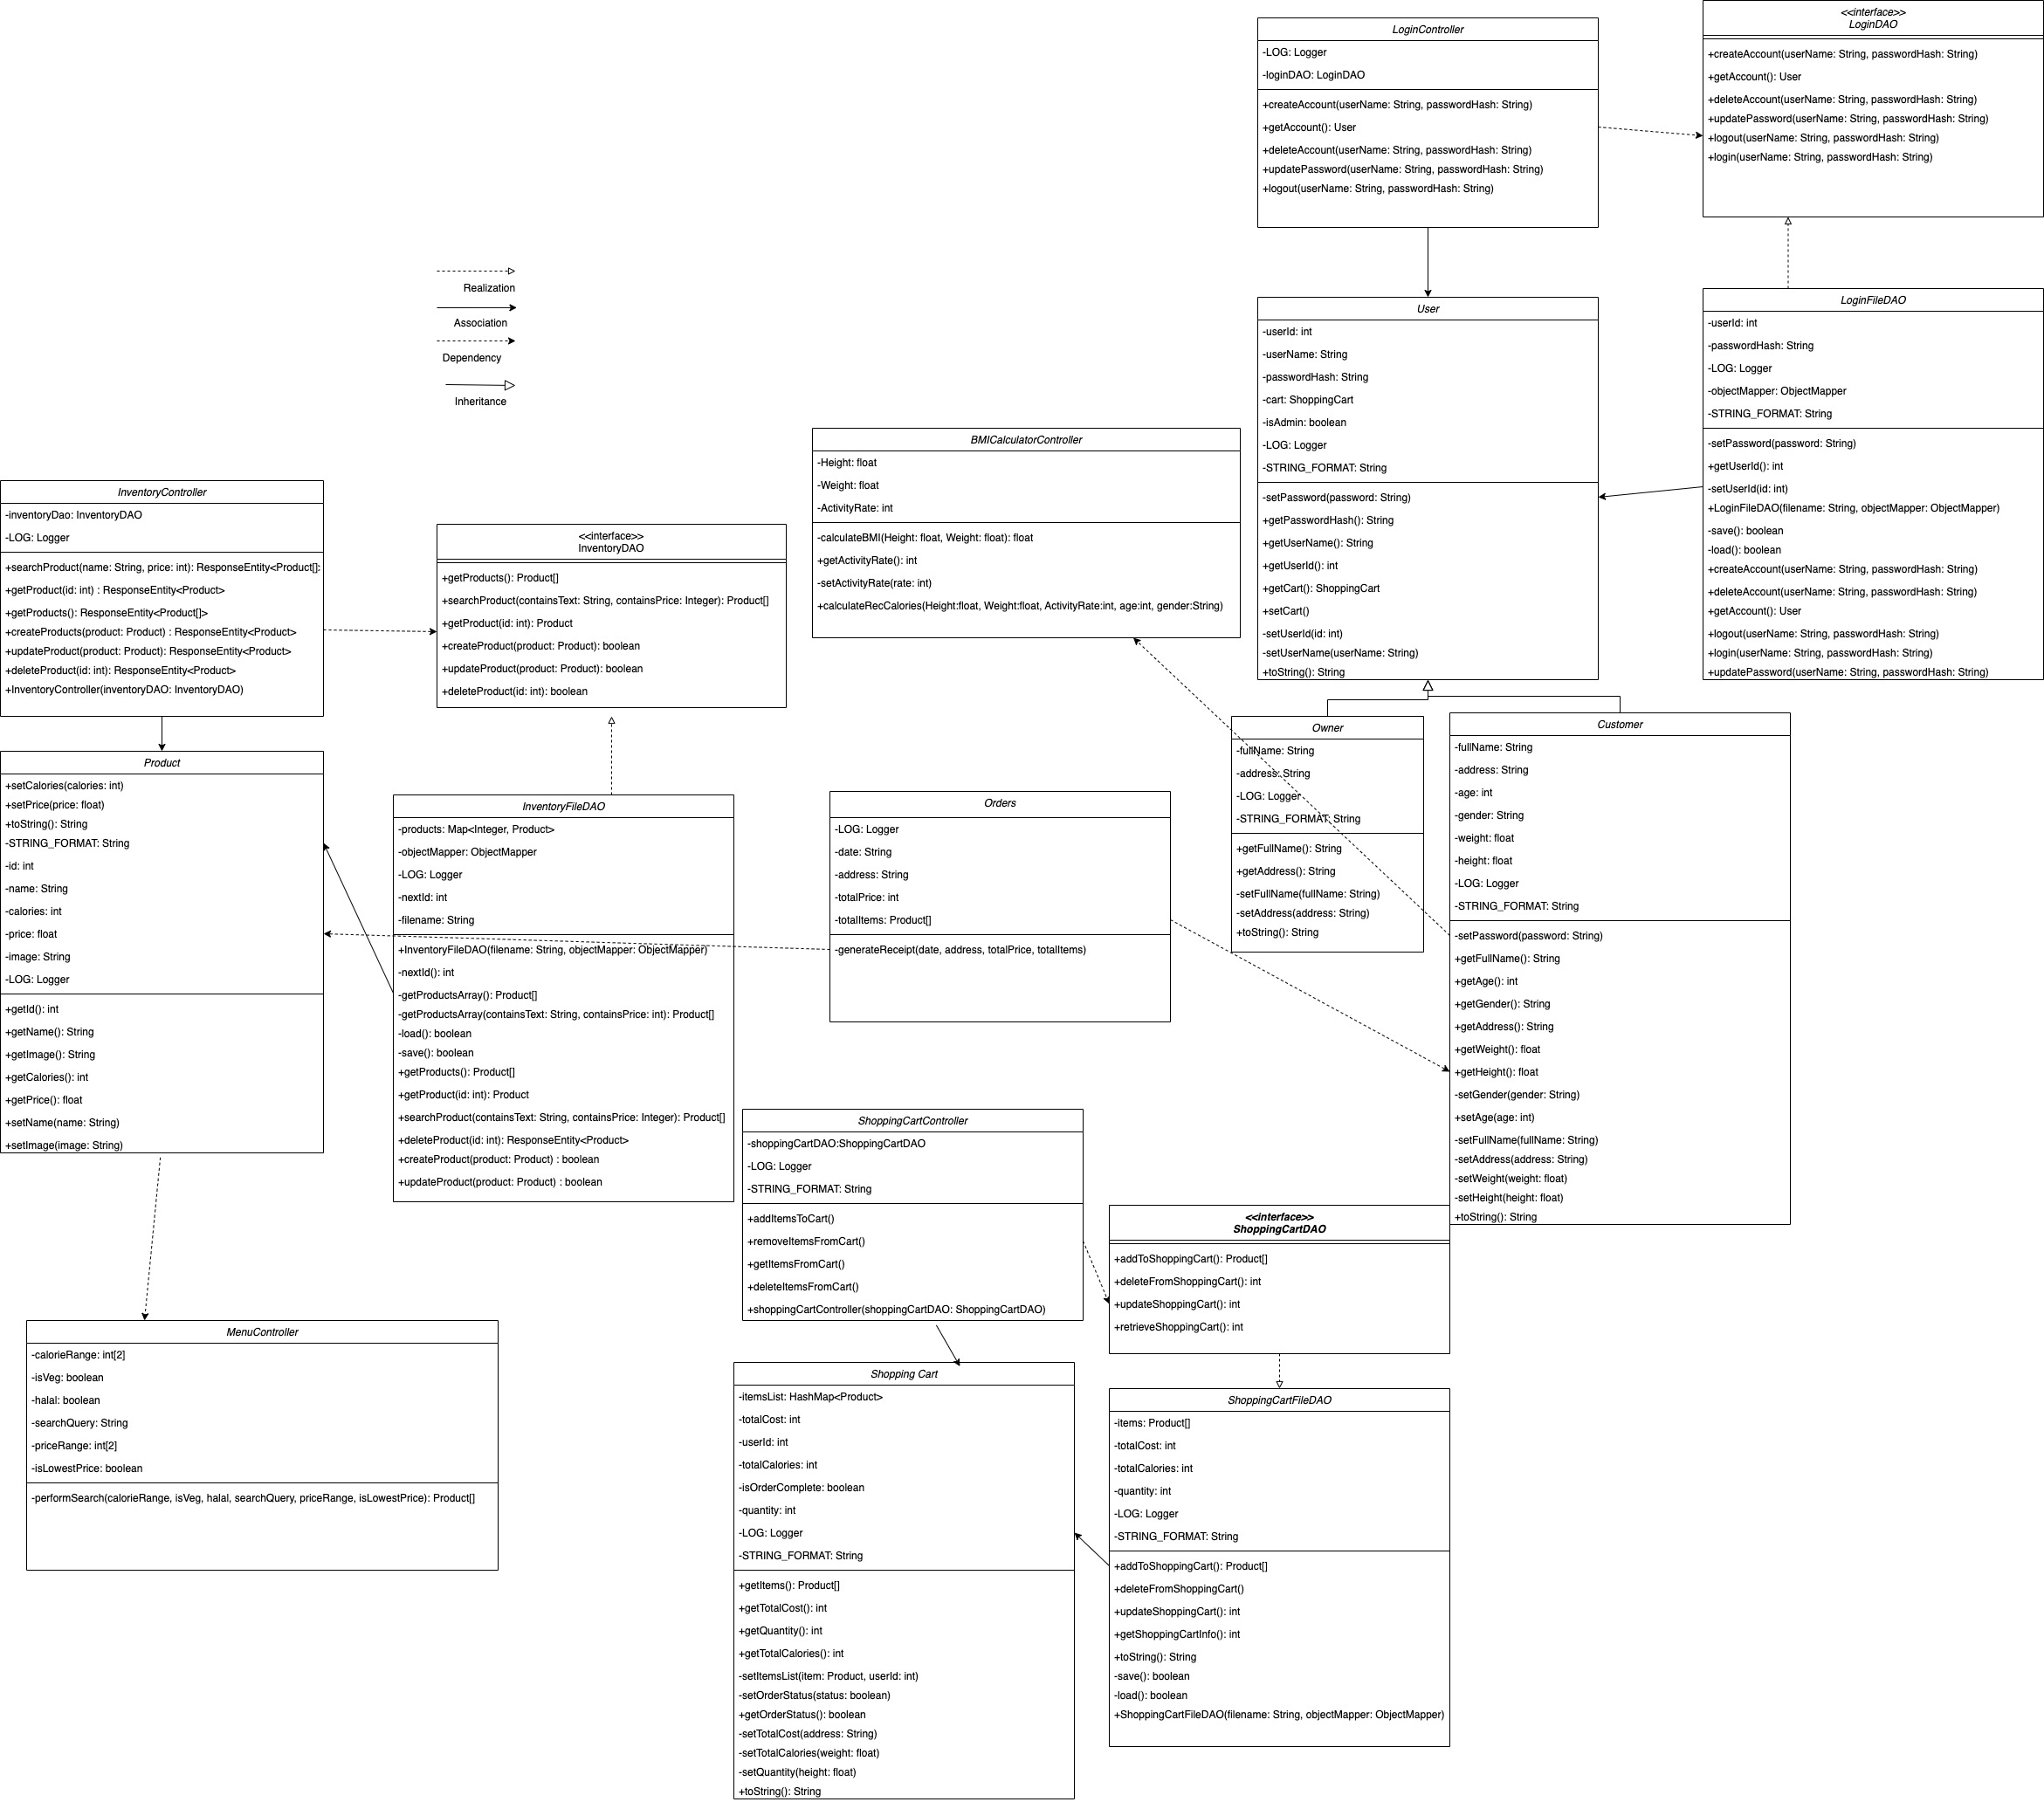 LoginController
-LOG: Logger
-loginDAO: LoginDAO
+createAccount(userName: String, passwordHash: String)
+getAccount(): User
+deleteAccount(userName: String, passwordHash: String)
+updatePassword(userName: String, passwordHash: String)
+logout(userName: String, passwordHash: String)
<<interface>>
LoginDAO
+createAccount(userName: String, passwordHash: String)
+getAccount(): User
+deleteAccount(userName: String, passwordHash: String)
+updatePassword(userName: String, passwordHash: String)
+logout(userName: String, passwordHash: String)
+login(userName: String, passwordHash: String)
Realization
Association
Dependency
Inheritance
User
-userId: int
-userName: String
-passwordHash: String
-cart: ShoppingCart
-isAdmin: boolean
-LOG: Logger
-STRING_FORMAT: String
-setPassword(password: String)
+getPasswordHash(): String
+getUserName(): String
+getUserId(): int
+getCart(): ShoppingCart
+setCart()
-setUserId(id: int)
-setUserName(userName: String)
+toString(): String
LoginFileDAO
-userId: int
-passwordHash: String
-LOG: Logger
-objectMapper: ObjectMapper
-STRING_FORMAT: String
-setPassword(password: String)
+getUserId(): int
-setUserId(id: int)
+LoginFileDAO(filename: String, objectMapper: ObjectMapper)
-save(): boolean
-load(): boolean
+createAccount(userName: String, passwordHash: String)
+deleteAccount(userName: String, passwordHash: String)
+getAccount(): User
+logout(userName: String, passwordHash: String)
+login(userName: String, passwordHash: String)
+updatePassword(userName: String, passwordHash: String)
BMICalculatorController
-Height: float
-Weight: float
-ActivityRate: int
-calculateBMI(Height: float, Weight: float): float
+getActivityRate(): int
-setActivityRate(rate: int)
+calculateRecCalories(Height:float, Weight:float, ActivityRate:int, age:int, gender:String)
InventoryController
-inventoryDao: InventoryDAO
-LOG: Logger
+searchProduct(name: String, price: int): ResponseEntity<Product[]:
+getProduct(id: int) : ResponseEntity<Product>
+getProducts(): ResponseEntity<Product[]>
+createProducts(product: Product) : ResponseEntity<Product>
+updateProduct(product: Product): ResponseEntity<Product>
+deleteProduct(id: int): ResponseEntity<Product>
+InventoryController(inventoryDAO: InventoryDAO)
<<interface>>
InventoryDAO
+getProducts(): Product[]
+searchProduct(containsText: String, containsPrice: Integer): Product[]
+getProduct(id: int): Product
+createProduct(product: Product): boolean
+updateProduct(product: Product): boolean
+deleteProduct(id: int): boolean
Product
+setCalories(calories: int)
+setPrice(price: float)
+toString(): String
-STRING_FORMAT: String
-id: int
-name: String
-calories: int
-price: float
-image: String
-LOG: Logger
+getId(): int
+getName(): String
+getImage(): String
+getCalories(): int
+getPrice(): float
+setName(name: String)
+setImage(image: String)
InventoryFileDAO
-products: Map<Integer, Product>
-objectMapper: ObjectMapper
-LOG: Logger
-nextId: int
-filename: String
+InventoryFileDAO(filename: String, objectMapper: ObjectMapper)
-nextId(): int
-getProductsArray(): Product[]
-getProductsArray(containsText: String, containsPrice: int): Product[]
-load(): boolean
-save(): boolean
+getProducts(): Product[]
+getProduct(id: int): Product
+searchProduct(containsText: String, containsPrice: Integer): Product[]
+deleteProduct(id: int): ResponseEntity<Product>
+createProduct(product: Product) : boolean
+updateProduct(product: Product) : boolean
Orders
-LOG: Logger
-date: String
-address: String
-totalPrice: int
-totalItems: Product[]
-generateReceipt(date, address, totalPrice, totalItems)
Owner
-fullName: String
-address: String
-LOG: Logger
-STRING_FORMAT: String
+getFullName(): String
+getAddress(): String
-setFullName(fullName: String)
-setAddress(address: String)
+toString(): String
Customer
-fullName: String
-address: String
-age: int
-gender: String
-weight: float
-height: float
-LOG: Logger
-STRING_FORMAT: String
-setPassword(password: String)
+getFullName(): String
+getAge(): int
+getGender(): String
+getAddress(): String
+getWeight(): float
+getHeight(): float
-setGender(gender: String)
+setAge(age: int)
-setFullName(fullName: String)
-setAddress(address: String)
-setWeight(weight: float)
-setHeight(height: float)
+toString(): String
ShoppingCartController
-shoppingCartDAO:ShoppingCartDAO
-LOG: Logger
-STRING_FORMAT: String
+addItemsToCart()
+removeItemsFromCart()
+getItemsFromCart()
+deleteItemsFromCart()
+shoppingCartController(shoppingCartDAO: ShoppingCartDAO)
<<interface>>
ShoppingCartDAO
+addToShoppingCart(): Product[]
+deleteFromShoppingCart(): int
+updateShoppingCart(): int
+retrieveShoppingCart(): int
MenuController
-calorieRange: int[2]
-isVeg: boolean
-halal: boolean
-searchQuery: String
-priceRange: int[2]
-isLowestPrice: boolean
-performSearch(calorieRange, isVeg, halal, searchQuery, priceRange, isLowestPrice): Product[]
Shopping Cart
-itemsList: HashMap<Product>
-totalCost: int
-userId: int
-totalCalories: int
-isOrderComplete: boolean
-quantity: int
-LOG: Logger
-STRING_FORMAT: String
+getItems(): Product[]
+getTotalCost(): int
+getQuantity(): int
+getTotalCalories(): int
-setItemsList(item: Product, userId: int)
-setOrderStatus(status: boolean)
+getOrderStatus(): boolean
-setTotalCost(address: String)
-setTotalCalories(weight: float)
-setQuantity(height: float)
+toString(): String
ShoppingCartFileDAO
-items: Product[]
-totalCost: int
-totalCalories: int
-quantity: int
-LOG: Logger
-STRING_FORMAT: String
+addToShoppingCart(): Product[]
+deleteFromShoppingCart()
+updateShoppingCart(): int
+getShoppingCartInfo(): int
+toString(): String
-save(): boolean
-load(): boolean
+ShoppingCartFileDAO(filename: String, objectMapper: ObjectMapper)